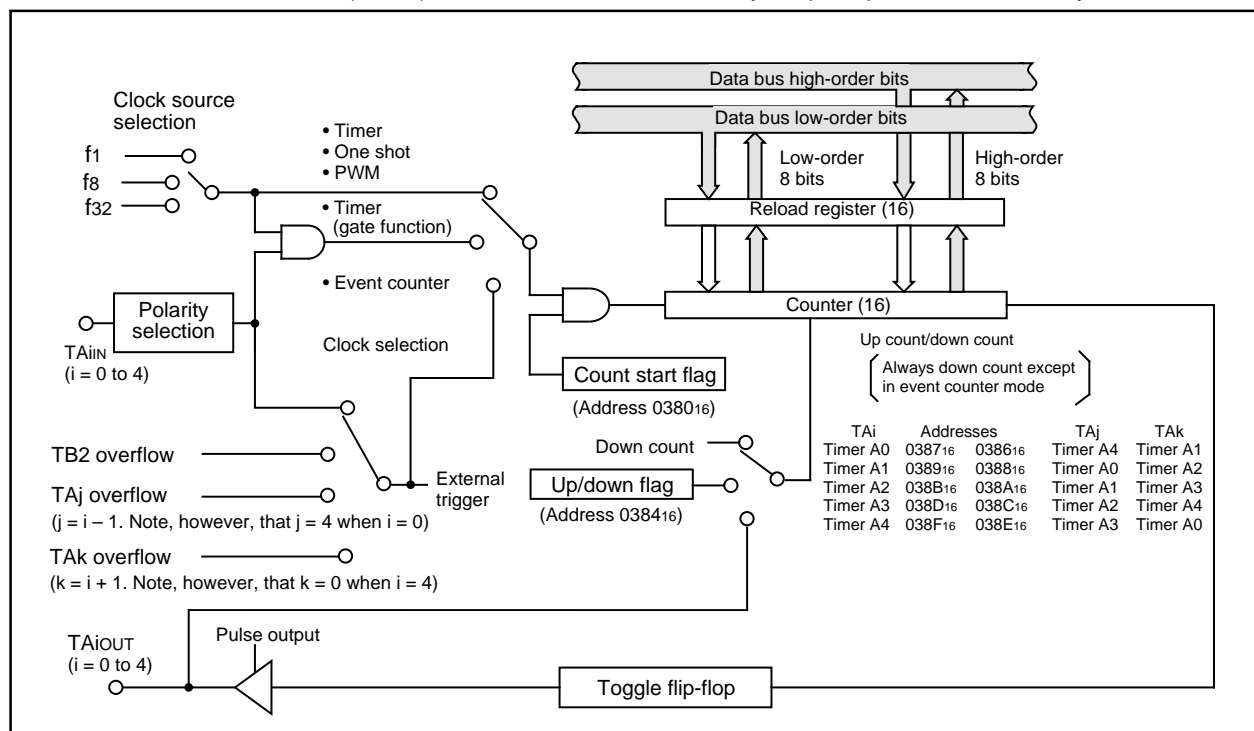 Data bus high-order bits
Data bus low-order bits
Clock source
selection
f1
f8
f32
• Timer
• One shot
• PWM
• Timer
(gate function)
• Event counter
Low-order
8 bits
High-order
8 bits
Reload register (16)
Counter (16)
Polarity
selection
TAiIN
(i = 0 to 4)
Clock selection
Up count/down count
Always down count except
in event counter mode
Count start flag
(Address 038016)
TB2 overflow
TAj overflow
(j = i – 1. Note, however, that j = 4 when i = 0)
TAk overflow
(k = i + 1. Note, however, that k = 0 when i = 4)
External
trigger
Down count
Up/down flag
(Address 038416)
TAi Addresses TAj TAk
Timer A0 038716 038616 Timer A4 Timer A1
Timer A1 038916 038816 Timer A0 Timer A2
Timer A2 038B16 038A16 Timer A1 Timer A3
Timer A3 038D16 038C16 Timer A2 Timer A4
Timer A4 038F16 038E16 Timer A3 Timer A0
TAiOUT
(i = 0 to 4)
Pulse output
Toggle flip-flop